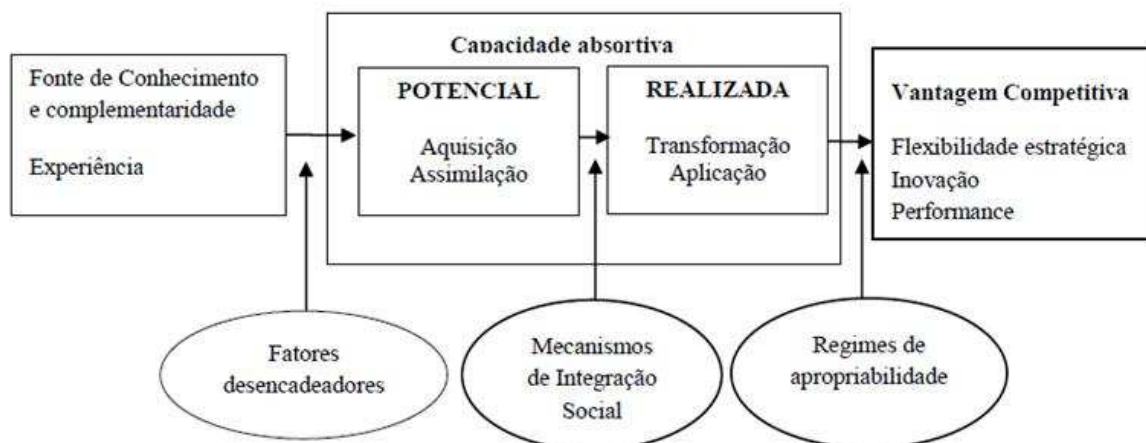 Capacidade absortiva
Fonte de Conhecimento
e complementaridade
Experiência
POTENCIAL
Aquisição
Assimilação
REALIZADA
Transformação
Aplicação
Vantagem Competitiva
Flexibilidade estratégica
Inovação
Performance
Fatores
desencadeadores
Mecanismos
de Integração
Social
Regimes de
apropriabilidade